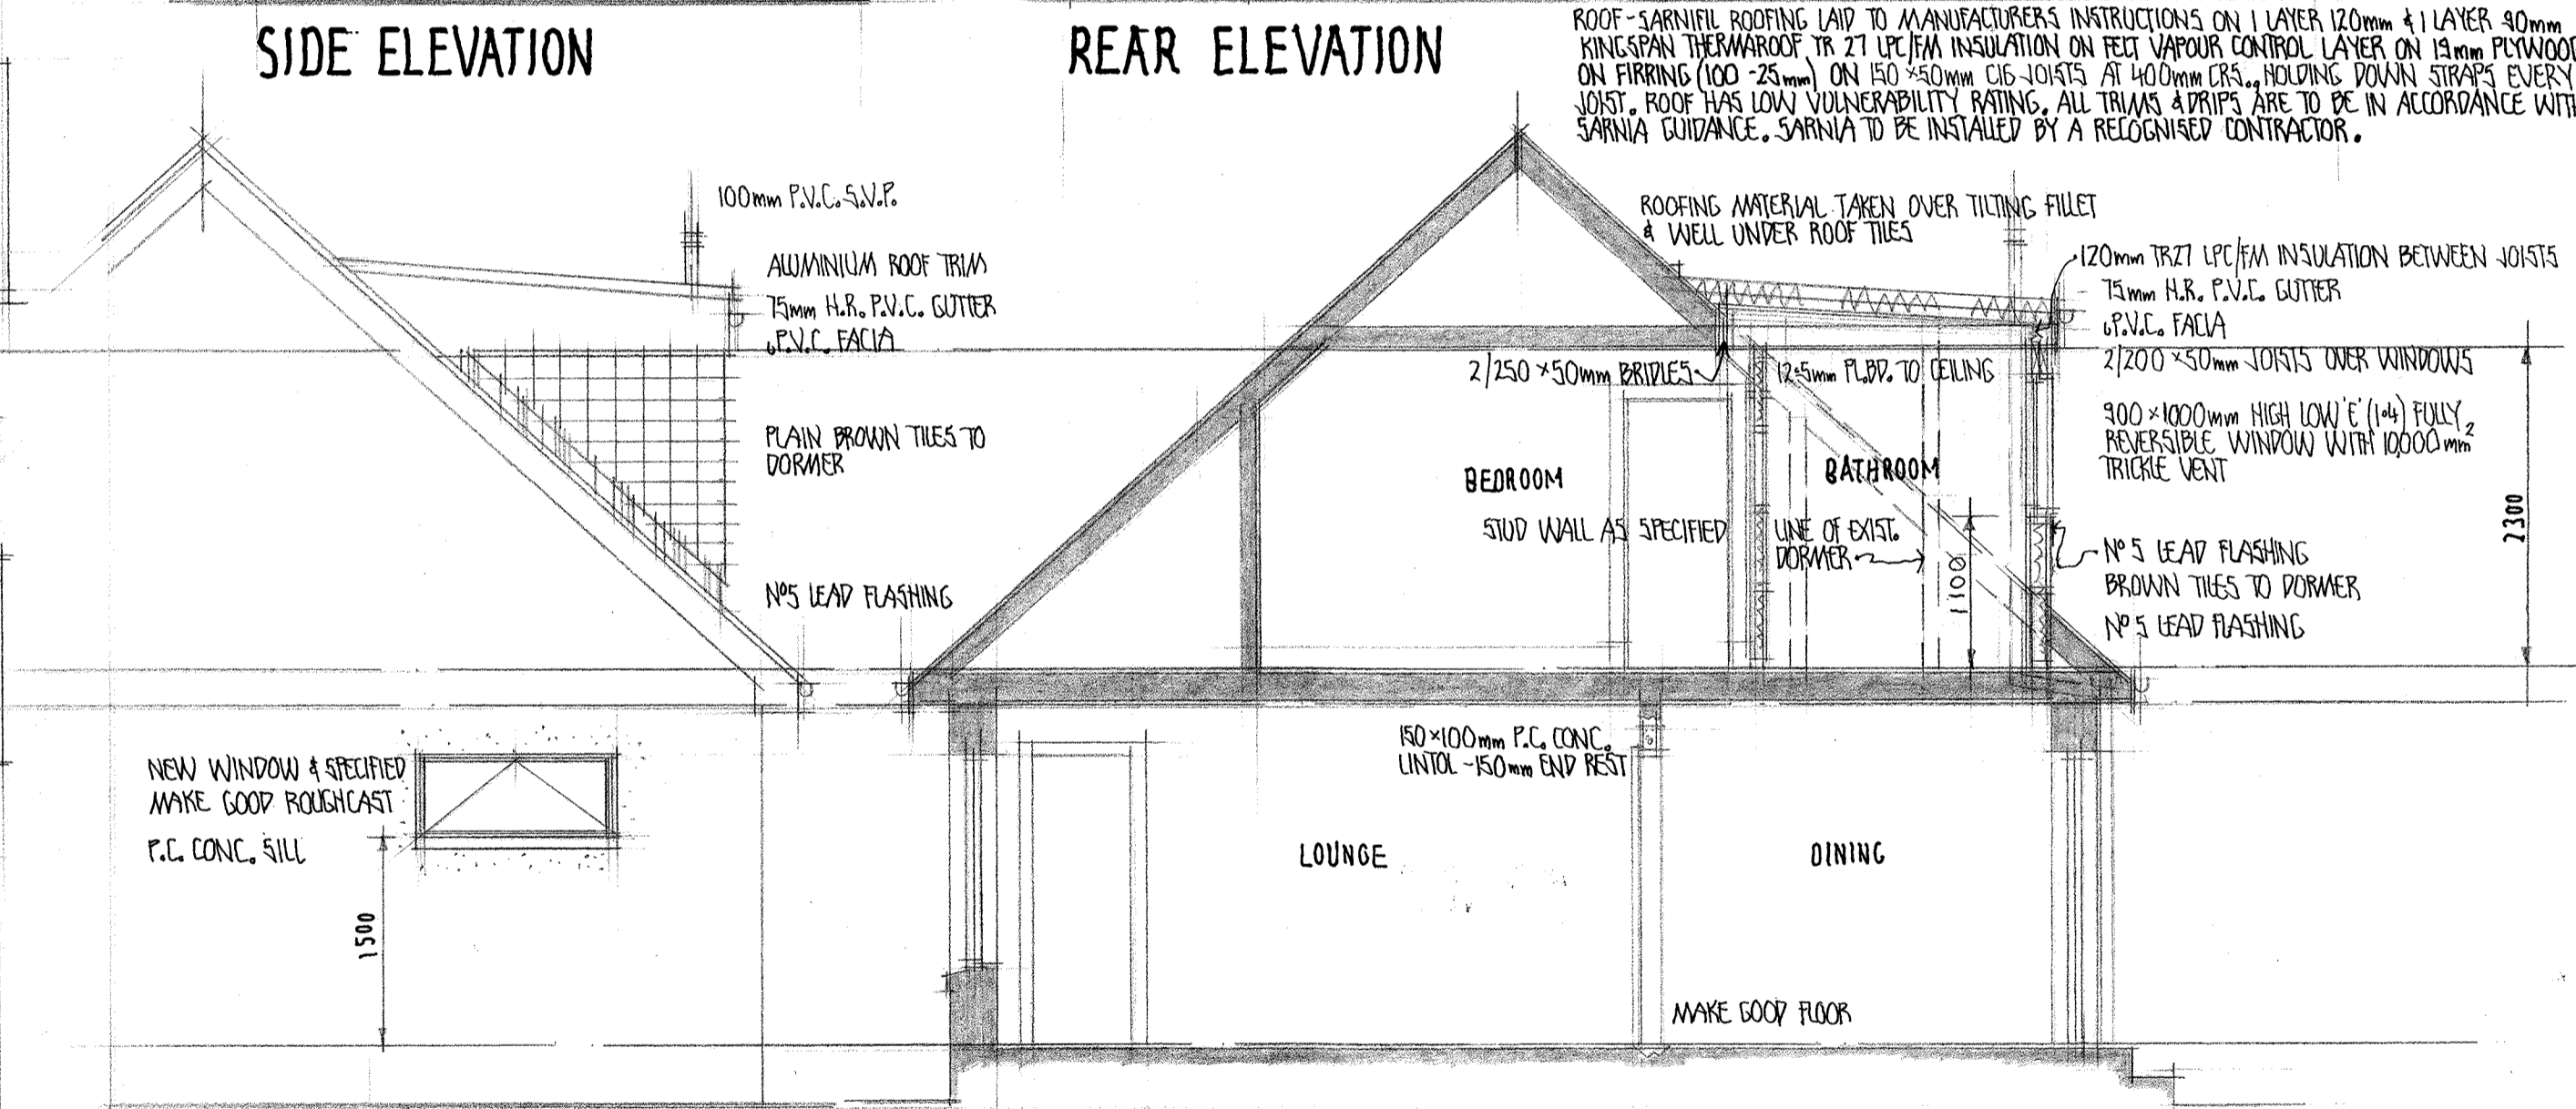 SIDE ELEVATION
REAR ELEVATION
ROOF-SARNIFIL ROOFING LAID TO MANUFACTURERS INSTRUCTIONS ON 1 LAYER 120mm & 1 LAYER 90mm
KINGSPAN THERMAROOF TR 27 LPC/FM INSULATION ON FELT VAPOUR CONTROL LAYER ON 19mm PLYWOOD
ON FIRRING (100-25mm) ON 150×50mm C16 JOISTS AT 400mm CRS., HOLDING DOWN STRAPS EVERY
JOIST. ROOF HAS LOW VULNERABILITY RATING. ALL TRIMS & DRIPS ARE TO BE IN ACCORDANCE WITH
SARNIA GUIDANCE. SARNIA TO BE INSTALLED BY A RECOGNISED CONTRACTOR.
100mm P.V.C. S.V.P.
ALUMINIUM ROOF TRIM
75mm H.R. P.V.C. GUTTER
P.V.C. FACIA
PLAIN BROWN TILES TO
DORMER
Nº5 LEAD FLASHING
NEW WINDOW & SPECIFIED
MAKE GOOD ROUGHCAST
P.C. CONC. SILL
1500
ROOFING MATERIAL TAKEN OVER TILTING FILLET
& WELL UNDER ROOF TILES
120mm TR27 LPC/FM INSULATION BETWEEN JOISTS
75mm H.R. P.V.C. GUTTER
P.V.C. FACIA
2/200×50mm JOISTS OVER WINDOWS
2/250×50mm BRIDLES
12.5mm PLBD. TO CEILING
900×1000mm HIGH LOW 'E' (1.4) FULLY
REVERSIBLE WINDOW WITH 10,000mm²
TRICKLE VENT
BEDROOM
BATHROOM
STUD WALL AS SPECIFIED
LINE OF EXIST.
DORMER
1100
2300
Nº 5 LEAD FLASHING
BROWN TILES TO DORMER
Nº 5 LEAD FLASHING
150×100mm P.C. CONC.
LINTOL -150mm END REST
LOUNGE
DINING
MAKE GOOD FLOOR